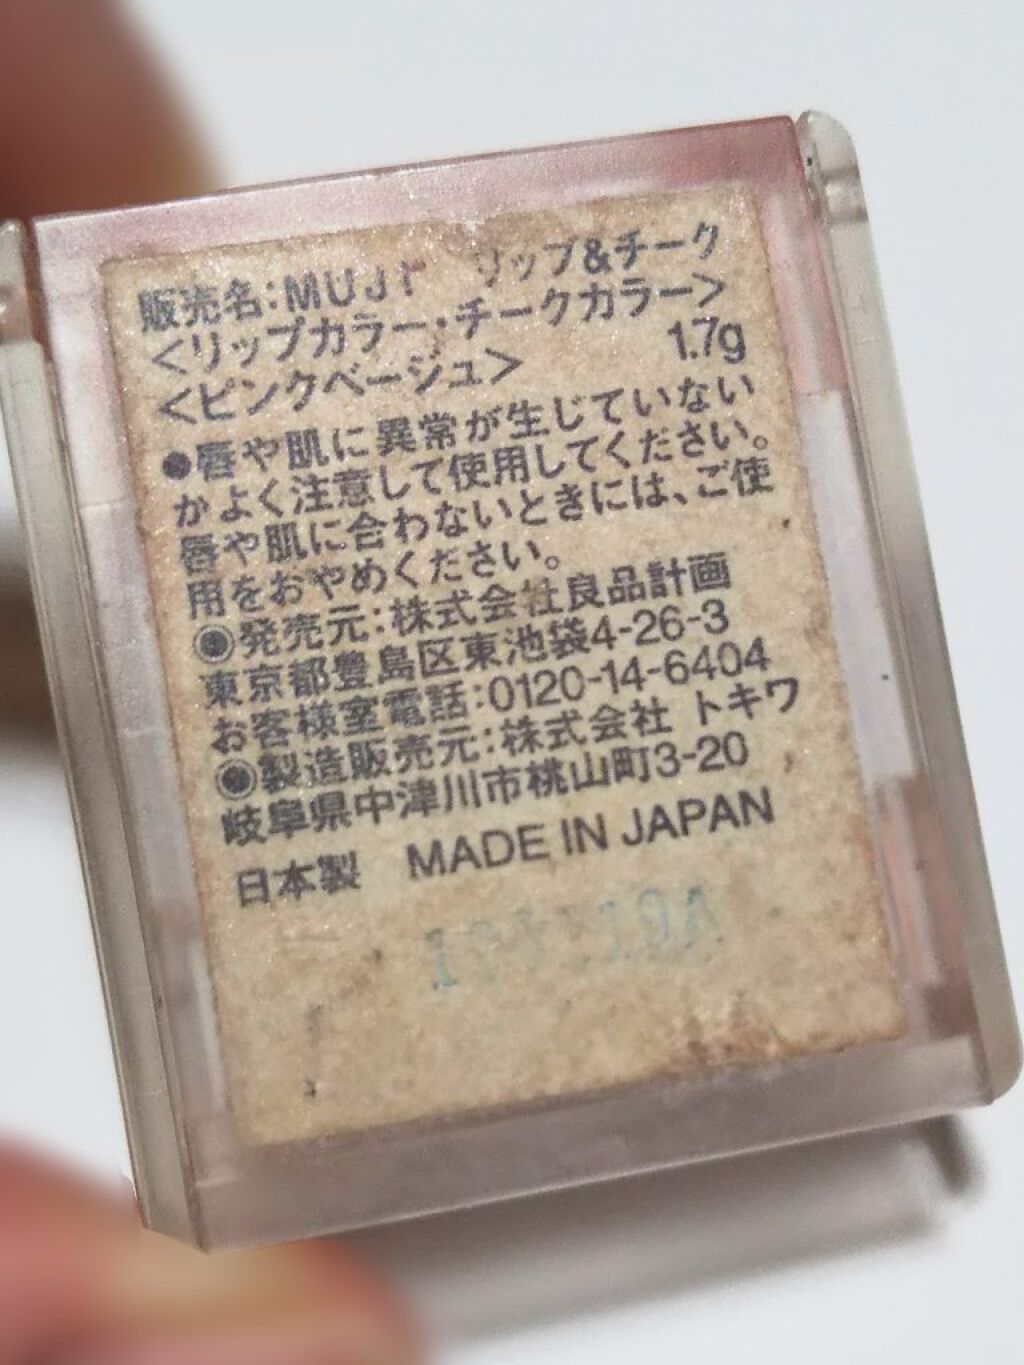 販売名:MUJI リップ&チーク
<リップカラー・チークカラー>
<ピンクベージュ> 1.7g
●唇や肌に異常が生じていない
かよく注意して使用してください。
唇や肌に合わないときには、ご使
用をおやめください。
◉発売元:株式会社良品計画
東京都豊島区東池袋4-26-3
お客様室電話:0120-14-6404
◉製造販売元:株式会社 トキワ
岐阜県中津川市桃山町3-20
日本製 MADE IN JAPAN